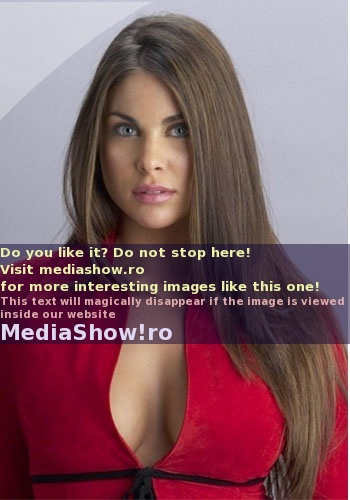 Do you like it? Do not stop here!
Visit mediashow.ro
for more interesting images like this one!
This text will magically disappear if the image is viewed
inside our website
MediaShow!ro